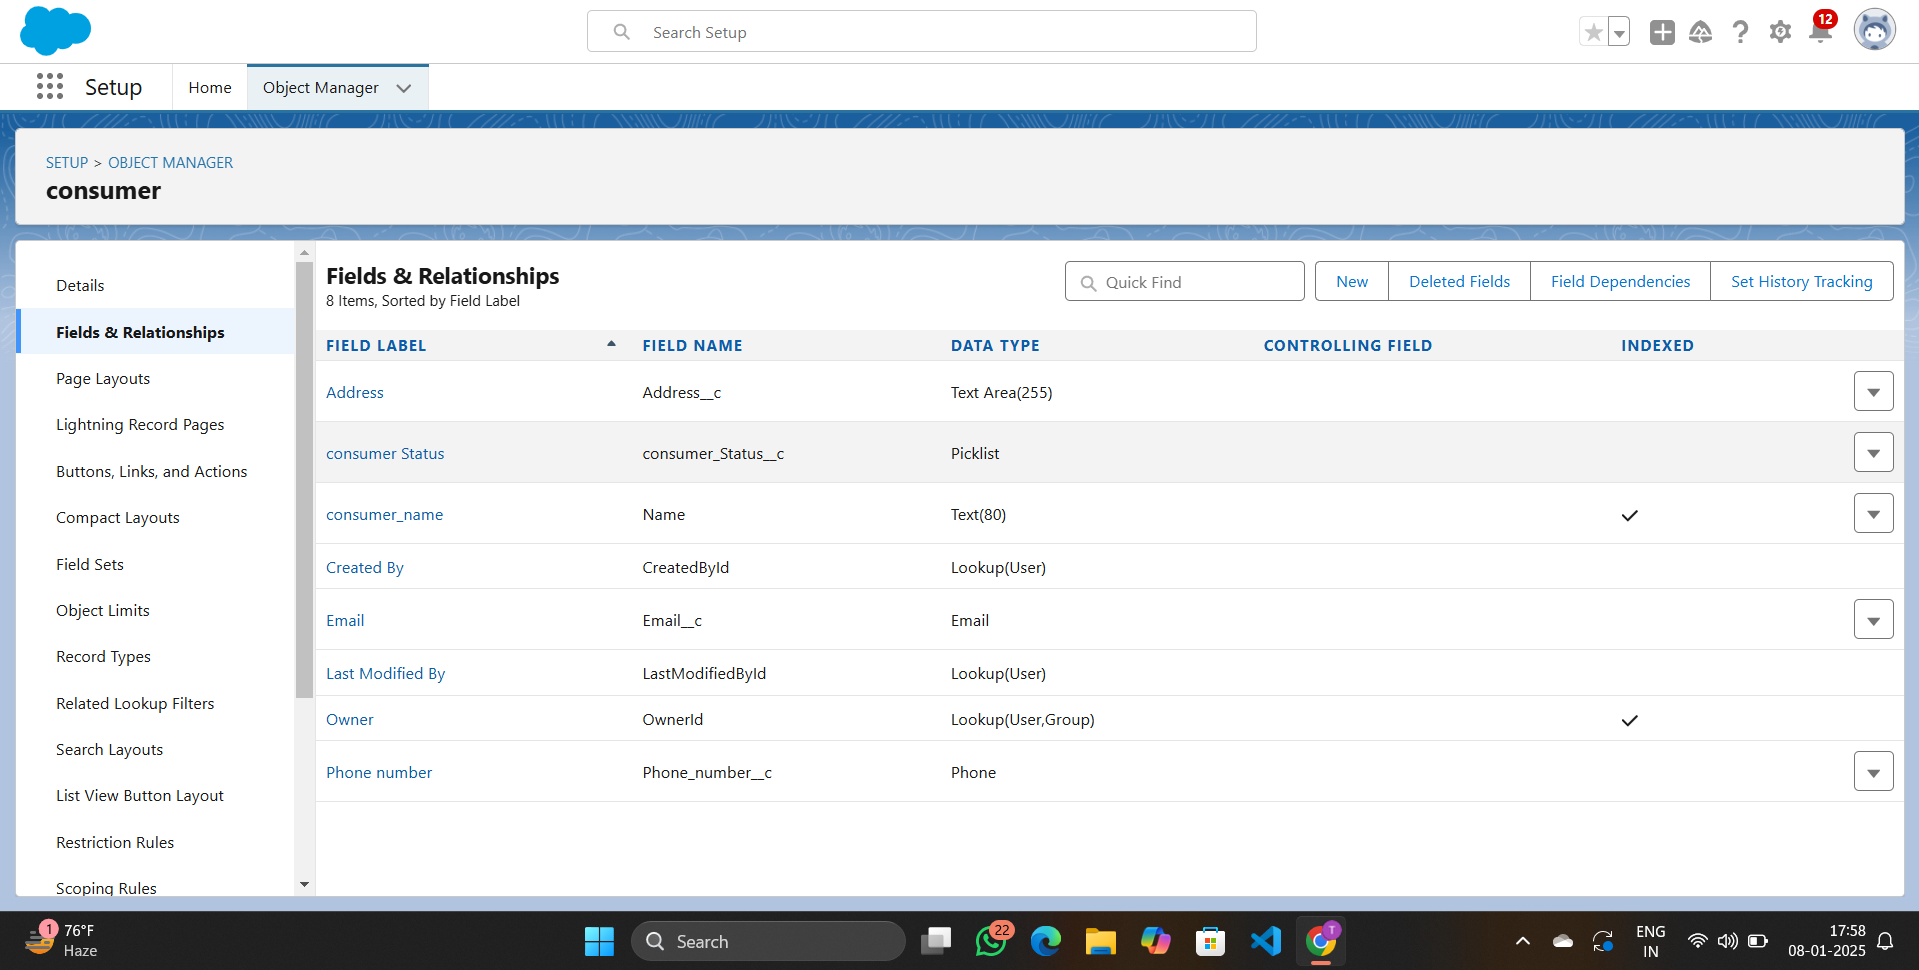 Search Setup
12
Setup
Home
Object Manager
SETUP > OBJECT MANAGER
consumer
Details
Fields & Relationships
Page Layouts
Lightning Record Pages
Buttons, Links, and Actions
Compact Layouts
Field Sets
Object Limits
Record Types
Related Lookup Filters
Search Layouts
List View Button Layout
Restriction Rules
Scoping Rules
Fields & Relationships
8 Items, Sorted by Field Label
Quick Find
New
Deleted Fields
Field Dependencies
Set History Tracking
FIELD LABEL FIELD NAME DATA TYPE CONTROLLING FIELD INDEXED
Address Address__c Text Area(255)
consumer Status consumer_Status__c Picklist
consumer_name Name Text(80)
Created By CreatedById Lookup(User)
Email Email__c Email
Last Modified By LastModifiedById Lookup(User)
Owner OwnerId Lookup(User,Group)
Phone number Phone_number__c Phone
1
76°F
Haze
Search
22
T
ENG
IN
17:58
08-01-2025